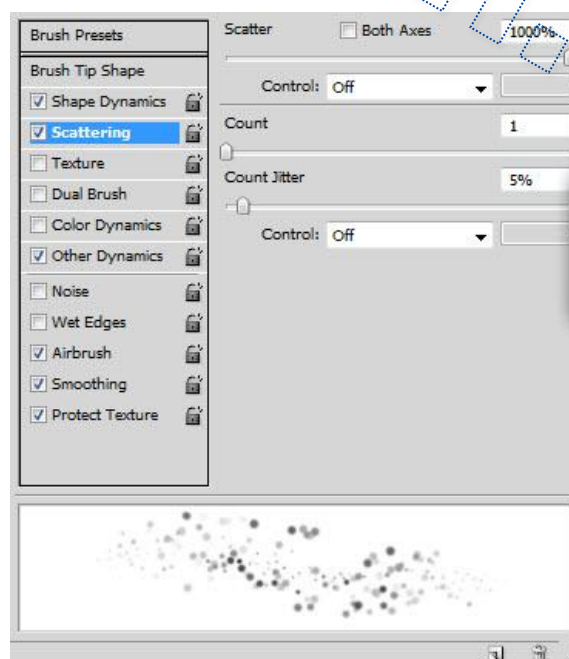 Brush Presets
Scatter
Both Axes
1000%
Brush Tip Shape
Control: Off
Shape Dynamics
Scattering
Count
1
Texture
Count Jitter
5%
Dual Brush
Color Dynamics
Control: Off
Other Dynamics
Noise
Wet Edges
Airbrush
Smoothing
Protect Texture